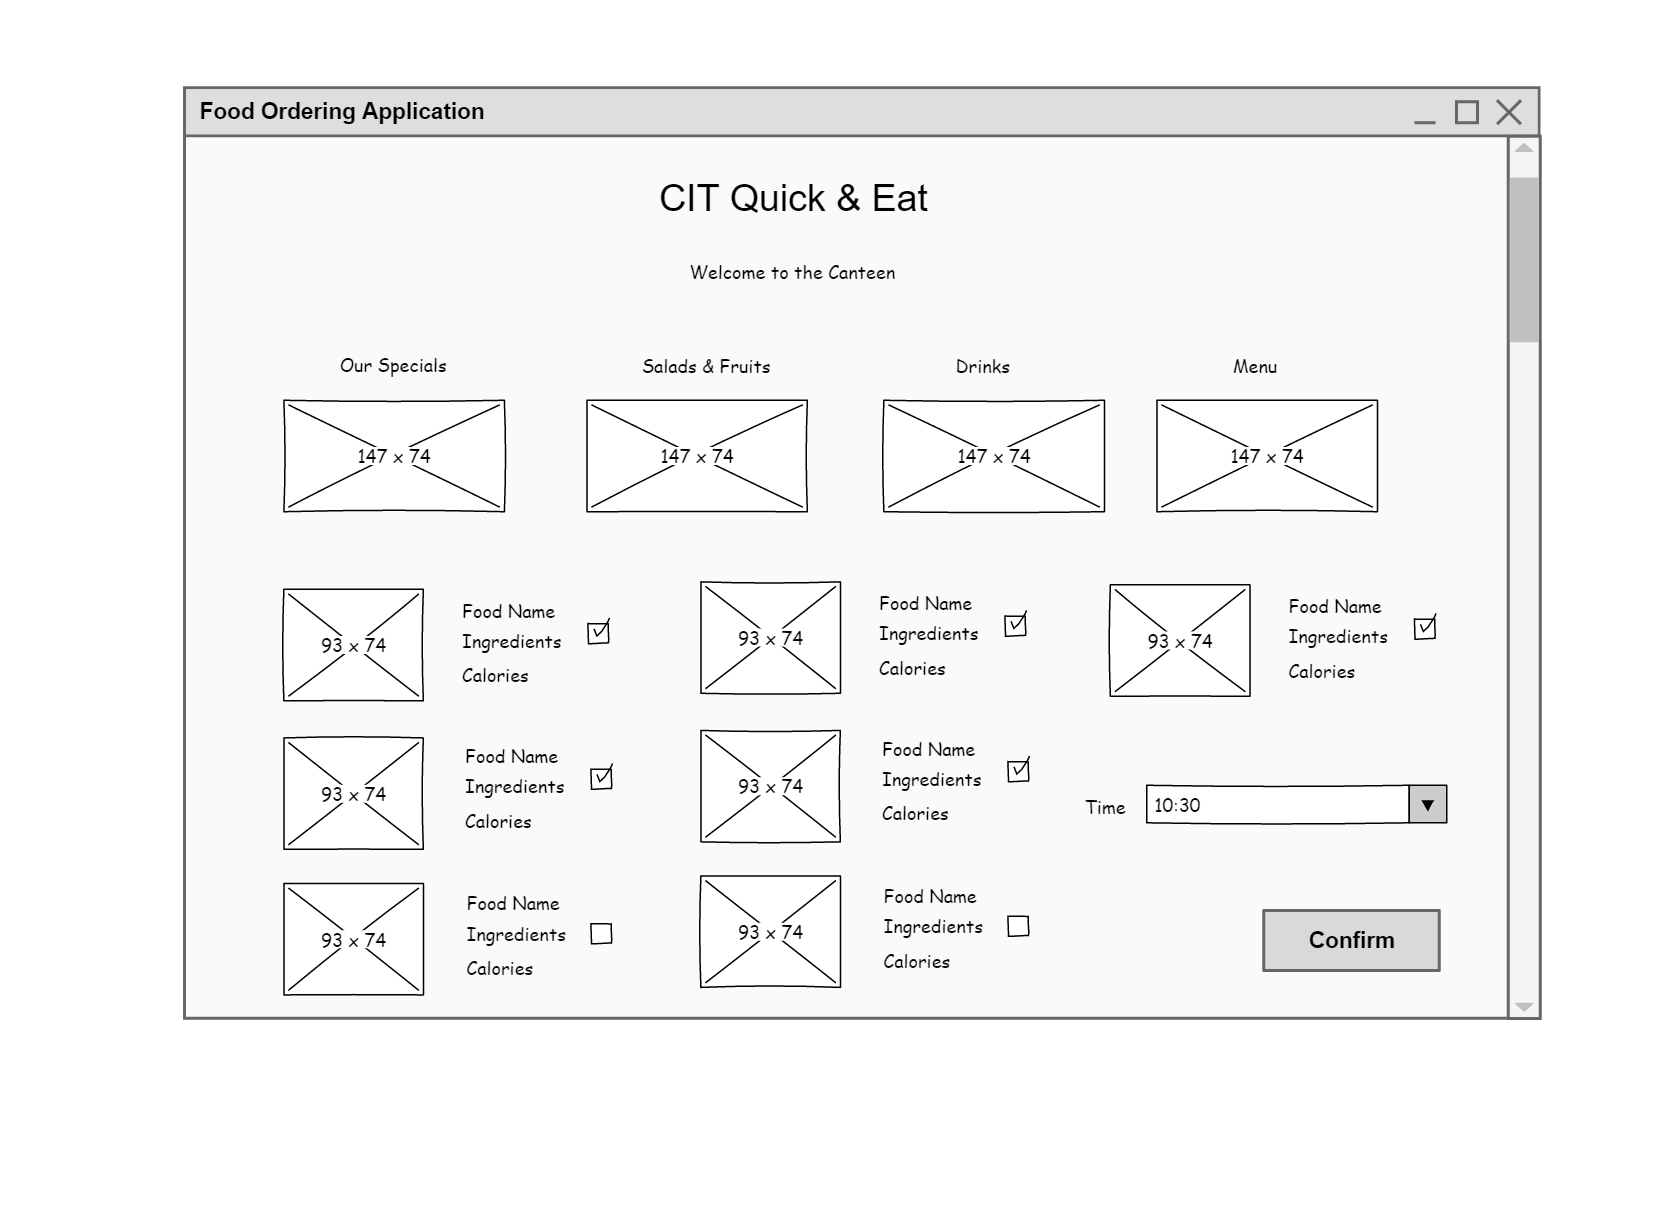 Food Ordering Application
CIT Quick & Eat
Welcome to the Canteen
Our Specials
Salads & Fruits
Drinks
Menu
147 x 74
147 x 74
147 x 74
147 x 74
93 x 74
Food Name
Ingredients
Calories
93 x 74
Food Name
Ingredients
Calories
93 x 74
Food Name
Ingredients
Calories
93 x 74
Food Name
Ingredients
Calories
93 x 74
Food Name
Ingredients
Calories
Time
10:30
93 x 74
Food Name
Ingredients
Calories
93 x 74
Food Name
Ingredients
Calories
Confirm